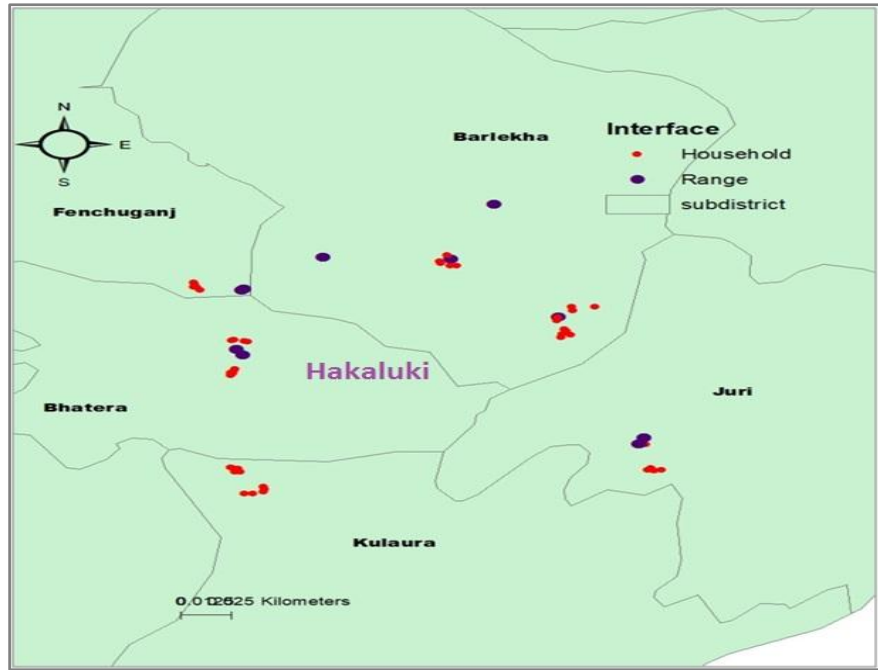 N
E
S
Barlekha
Interface
Household
Range
subdistrict
Fenchuganj
Hakaluki
Juri
Bhatera
Kulaura
Kilometers